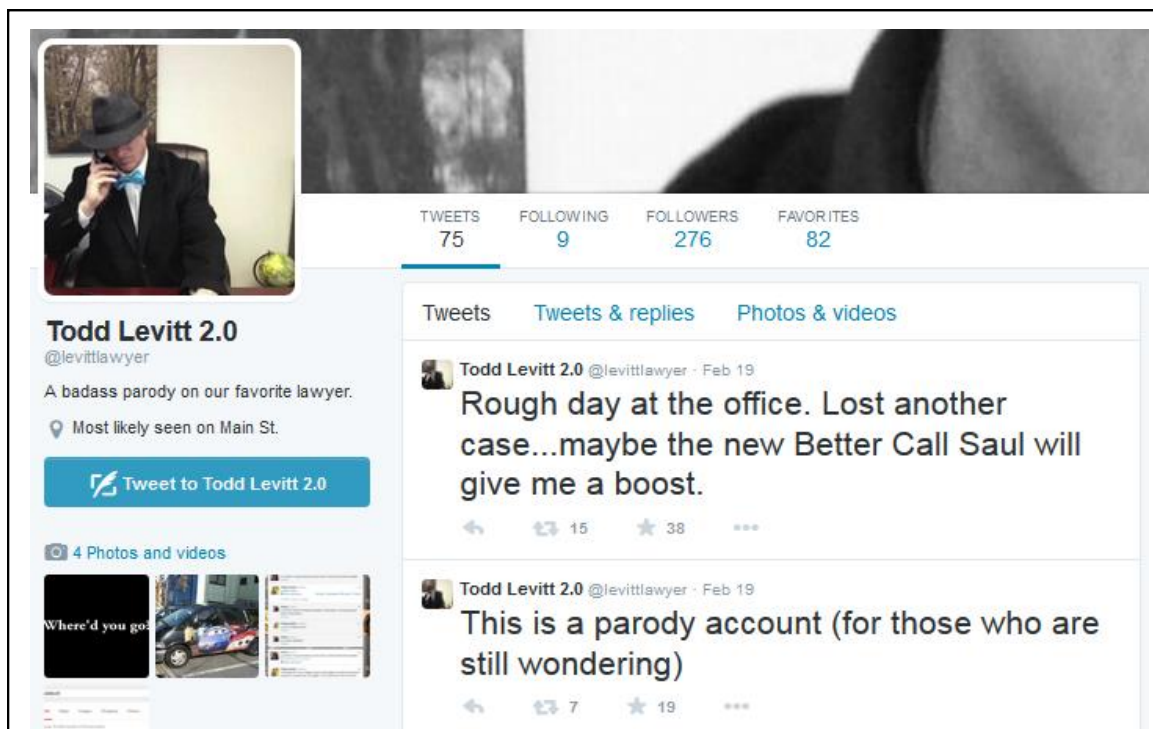 TWEETS FOLLOWING FOLLOWERS FAVORITES
75 9 276 82
Todd Levitt 2.0
@levittlawyer
A badass parody on our favorite lawyer.
Most likely seen on Main St.
Tweet to Todd Levitt 2.0
4 Photos and videos
Where'd you go?
Tweets Tweets & replies Photos & videos
Todd Levitt 2.0 @levittlawyer · Feb 19
Rough day at the office. Lost another
case...maybe the new Better Call Saul will
give me a boost.
15 38
Todd Levitt 2.0 @levittlawyer · Feb 19
This is a parody account (for those who are
still wondering)
7 19